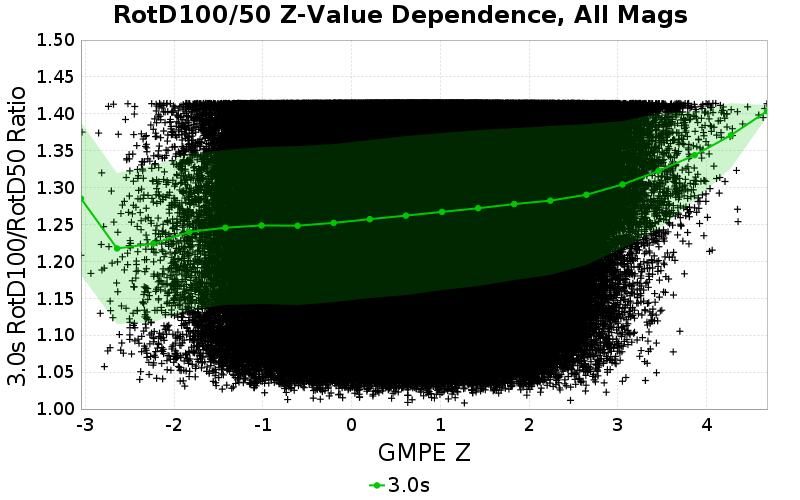 RotD100/50 Z-Value Dependence, All Mags
3.0s RotD100/RotD50 Ratio
1.50
1.45
1.40
1.35
1.30
1.25
1.20
1.15
1.10
1.05
1.00
-3 -2 -1 0 1 2 3 4
GMPE Z
3.0s